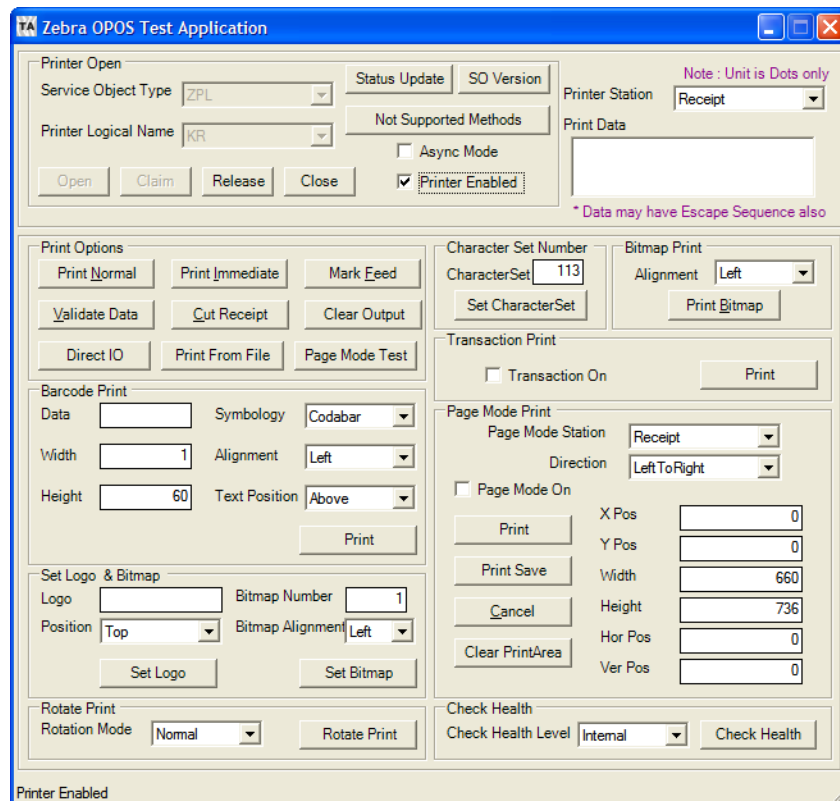 TA Zebra OPOS Test Application
Printer Open
Service Object Type ZPL
Printer Logical Name KR
Open Claim Release Close
Status Update SO Version
Not Supported Methods
Async Mode
Printer Enabled
Note : Unit is Dots only
Printer Station Receipt
Print Data
* Data may have Escape Sequence also
Print Options
Print Normal Print Immediate Mark Feed
Validate Data Cut Receipt Clear Output
Direct IO Print From File Page Mode Test
Character Set Number
CharacterSet 113
Set CharacterSet
Bitmap Print
Alignment Left
Print Bitmap
Transaction Print
Transaction On Print
Barcode Print
Data Symbology Codabar
Width 1 Alignment Left
Height 60 Text Position Above
Print
Page Mode Print
Page Mode Station Receipt
Direction LeftToRight
Page Mode On
Print
Print Save
Cancel
Clear PrintArea
X Pos 0
Y Pos 0
Width 660
Height 736
Hor Pos 0
Ver Pos 0
Set Logo & Bitmap
Logo Bitmap Number 1
Position Top Bitmap Alignment Left
Set Logo Set Bitmap
Rotate Print
Rotation Mode Normal Rotate Print
Check Health
Check Health Level Internal Check Health
Printer Enabled